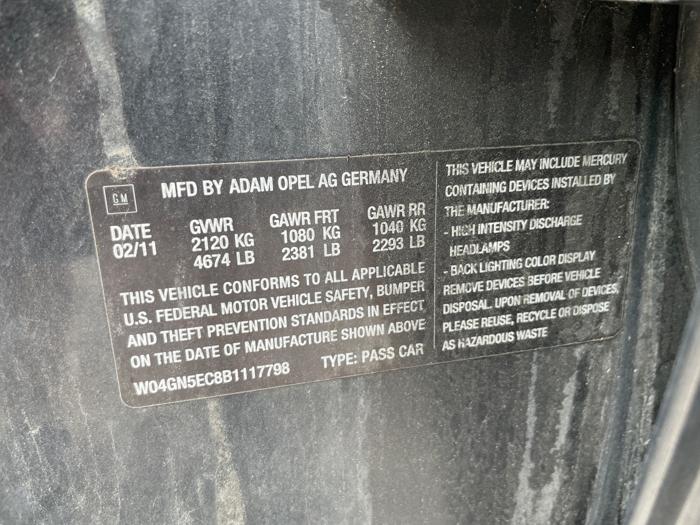 GM
MFD BY ADAM OPEL AG GERMANY
DATE GVWR GAWR FRT GAWR RR
02/11 2120 KG 1080 KG 1040 KG
4674 LB 2381 LB 2293 LB
THIS VEHICLE CONFORMS TO ALL APPLICABLE
U.S. FEDERAL MOTOR VEHICLE SAFETY, BUMPER
AND THEFT PREVENTION STANDARDS IN EFFECT
ON THE DATE OF MANUFACTURE SHOWN ABOVE
W04GN5EC8B1117798 TYPE: PASS CAR
THIS VEHICLE MAY INCLUDE MERCURY
CONTAINING DEVICES INSTALLED BY
THE MANUFACTURER:
- HIGH INTENSITY DISCHARGE
HEADLAMPS
- BACK LIGHTING COLOR DISPLAY
REMOVE DEVICES BEFORE VEHICLE
DISPOSAL. UPON REMOVAL OF DEVICES,
PLEASE REUSE, RECYCLE OR DISPOSE
AS HAZARDOUS WASTE